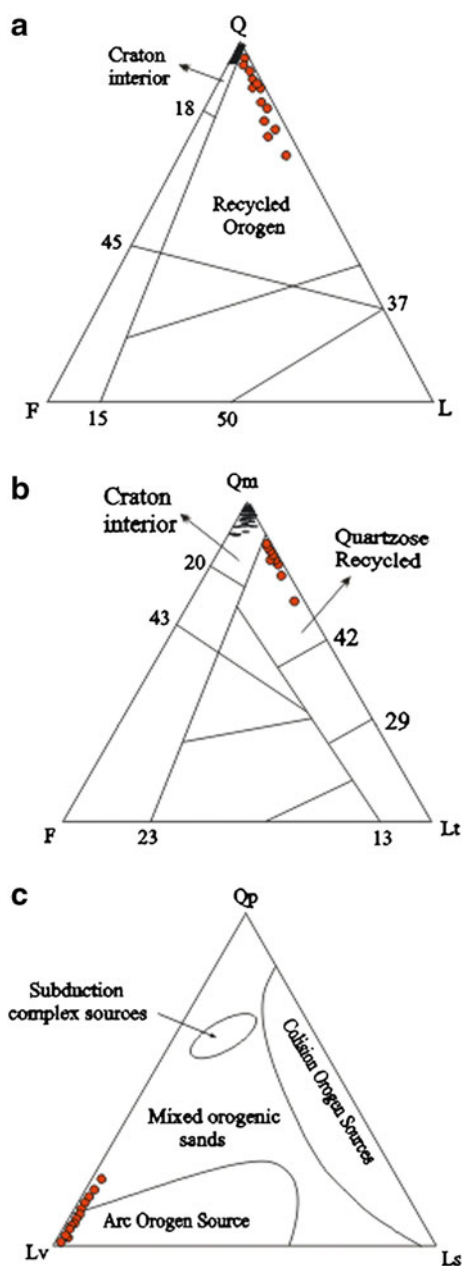 a
Q
Craton
interior
18
Recycled
Orogen
45
37
F
15
50
L
b
Qm
Craton
interior
Quartzose
Recycled
20
43
42
29
F
23
13
Lt
c
Qp
Subduction
complex sources
Colision Orogen Sources
Mixed orogenic
sands
Arc Orogen Source
Lv
Ls